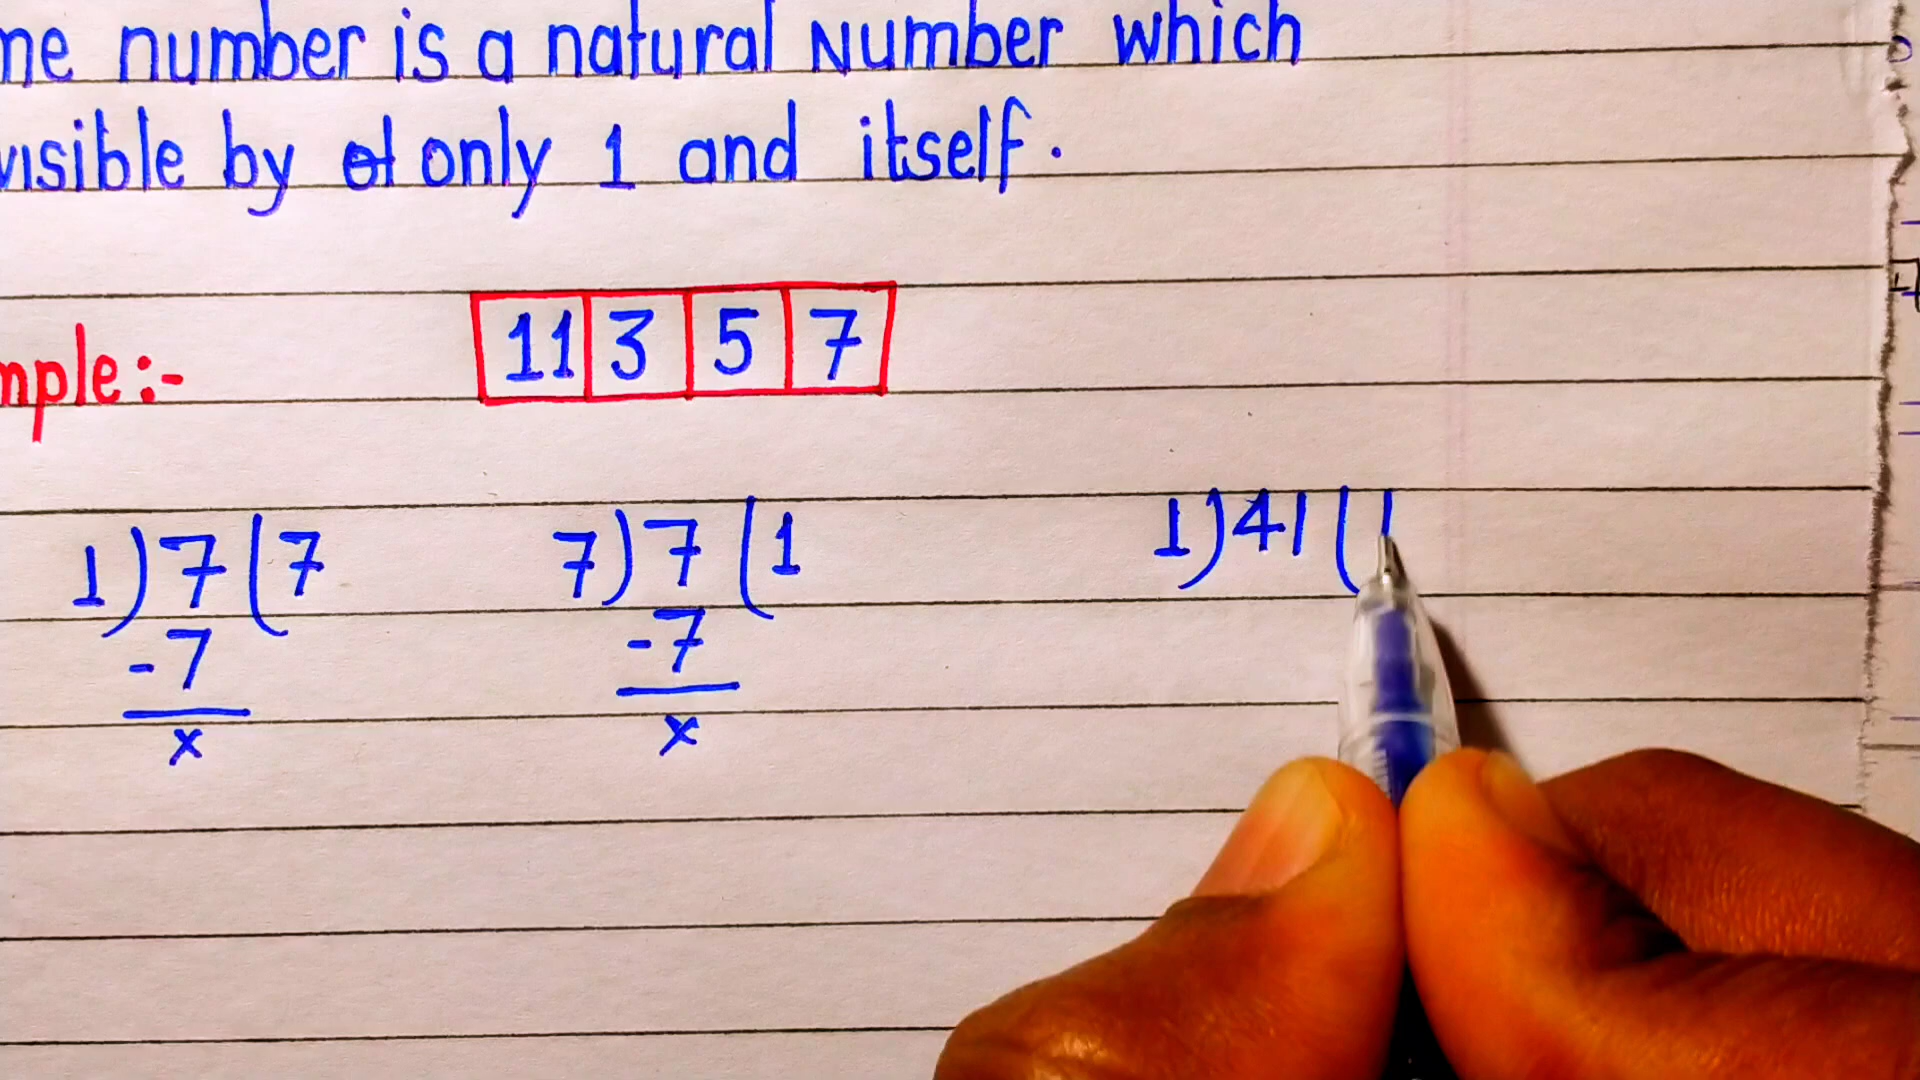 me number is a natural Number which
visible by of only 1 and itself.
mple:-
11 3 5 7
1)7(7 7)7(1 1)41(1
-7 -7
x x